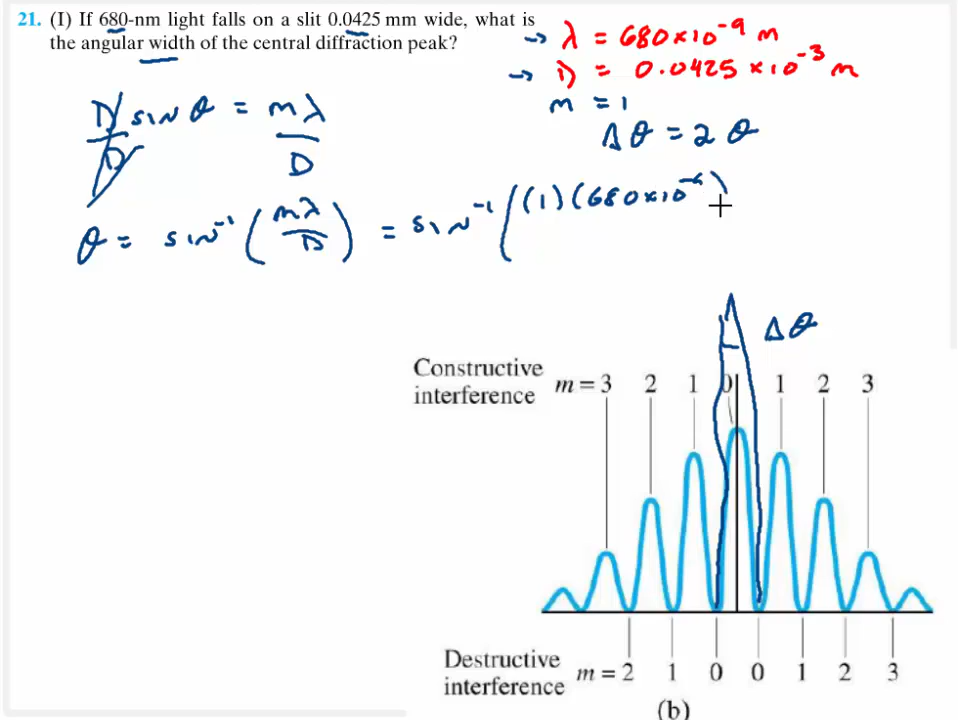 21. (I) If 680-nm light falls on a slit 0.0425 mm wide, what is
the angular width of the central diffraction peak?
→ λ = 680×10⁻⁹ m
→ D = 0.0425 ×10⁻³ m
m = 1
Δθ = 2 θ
D sin θ / D = mλ / D
θ = sin⁻¹ (mλ / D) = sin⁻¹ ((1)(680×10⁻⁶)
Δθ
Constructive
interference
m = 3 2 1 0 1 2 3
Destructive
interference
m = 2 1 0 0 1 2 3
(b)